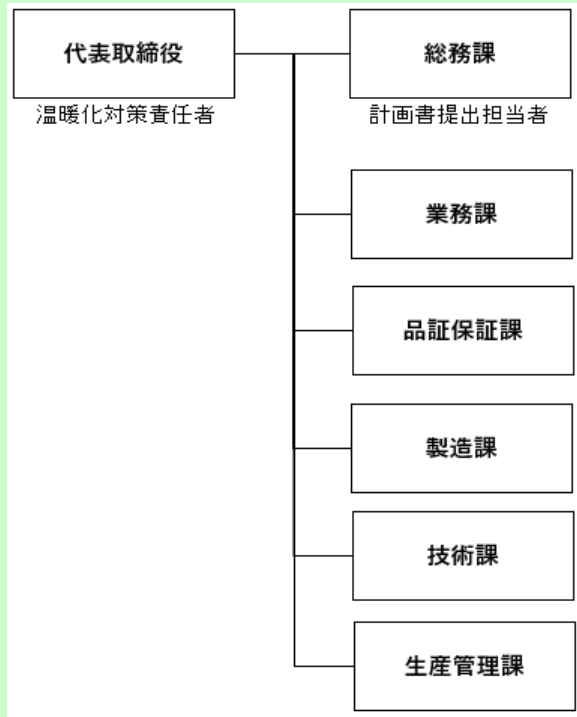 代表取締役
総務課
温暖化対策責任者
計画書提出担当者
業務課
品証保証課
製造課
技術課
生産管理課